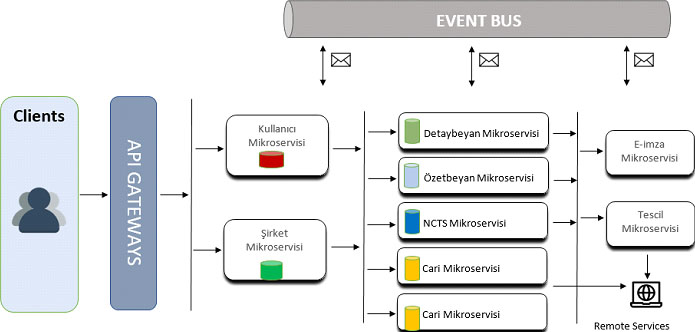 EVENT BUS
Clients
API GATEWAYS
Kullanıcı
Mikroservisi
Şirket
Mikroservisi
Detaybeyan Mikroservisi
Özetbeyan Mikroservisi
NCTS Mikroservisi
Cari Mikroservisi
Cari Mikroservisi
E-imza
Mikroservisi
Tescil
Mikroservisi
Remote Services